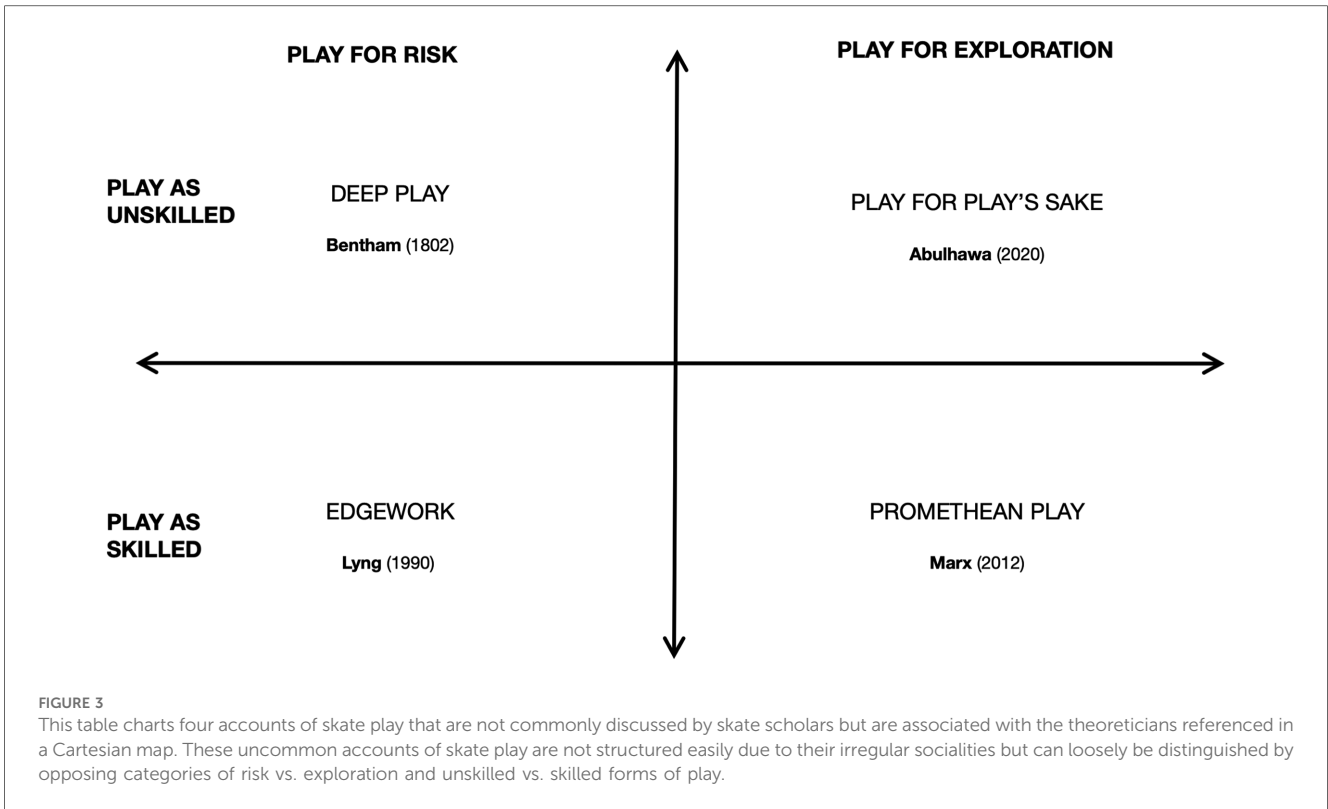 PLAY FOR RISK
PLAY FOR EXPLORATION
PLAY AS
UNSKILLED
DEEP PLAY
Bentham (1802)
PLAY FOR PLAY’S SAKE
Abulhawa (2020)
PLAY AS
SKILLED
EDGEWORK
Lyng (1990)
PROMETHEAN PLAY
Marx (2012)
FIGURE 3
This table charts four accounts of skate play that are not commonly discussed by skate scholars but are associated with the theoreticians referenced in
a Cartesian map. These uncommon accounts of skate play are not structured easily due to their irregular socialities but can loosely be distinguished by
opposing categories of risk vs. exploration and unskilled vs. skilled forms of play.